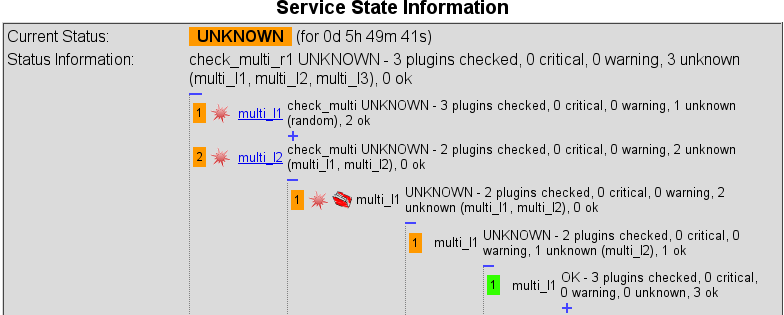 Service State Information
Current Status: UNKNOWN (for 0d 5h 49m 41s)
Status Information: check_multi_r1 UNKNOWN - 3 plugins checked, 0 critical, 0 warning, 3 unknown
(multi_l1, multi_l2, multi_l3), 0 ok
1 multi_l1 check_multi UNKNOWN - 3 plugins checked, 0 critical, 0 warning, 1 unknown
(random), 2 ok
2 multi_l2 check_multi UNKNOWN - 2 plugins checked, 0 critical, 0 warning, 2 unknown
(multi_l1, multi_l2), 0 ok
1 multi_l1 UNKNOWN - 2 plugins checked, 0 critical, 0 warning, 2
unknown (multi_l1, multi_l2), 0 ok
1 multi_l1 UNKNOWN - 2 plugins checked, 0 critical, 0
warning, 1 unknown (multi_l2), 1 ok
1 multi_l1 OK - 3 plugins checked, 0 critical,
0 warning, 0 unknown, 3 ok